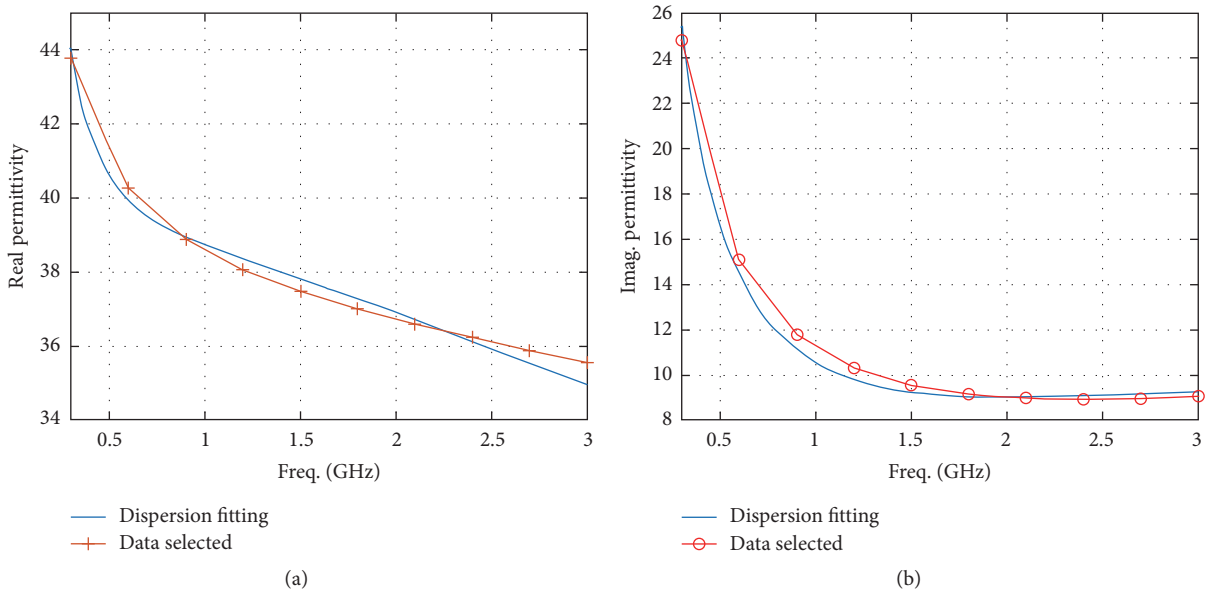 44
42
40
38
36
34
Real permittivity
0.5 1 1.5 2 2.5 3
Freq. (GHz)
Dispersion fitting
Data selected
(a)
26
24
22
20
18
16
14
12
10
8
Imag. permittivity
0.5 1 1.5 2 2.5 3
Freq. (GHz)
Dispersion fitting
Data selected
(b)